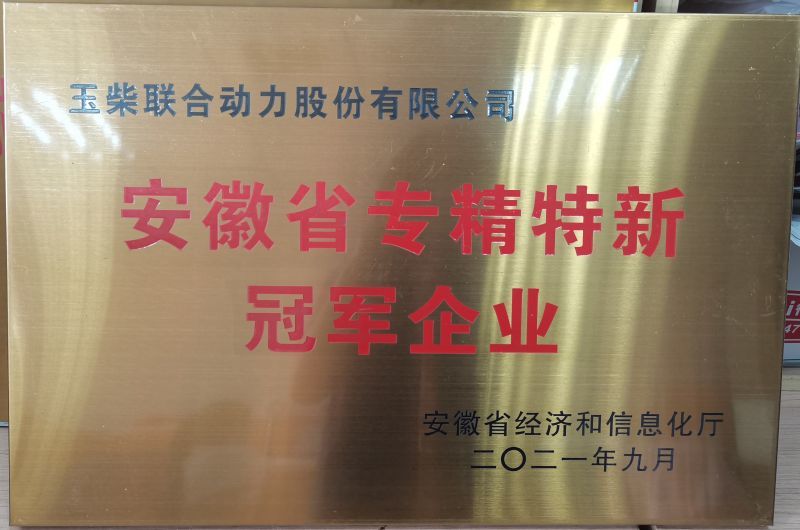 玉柴联合动力股份有限公司
安徽省专精特新
冠军企业
安徽省经济和信息化厅
二〇二一年九月
47